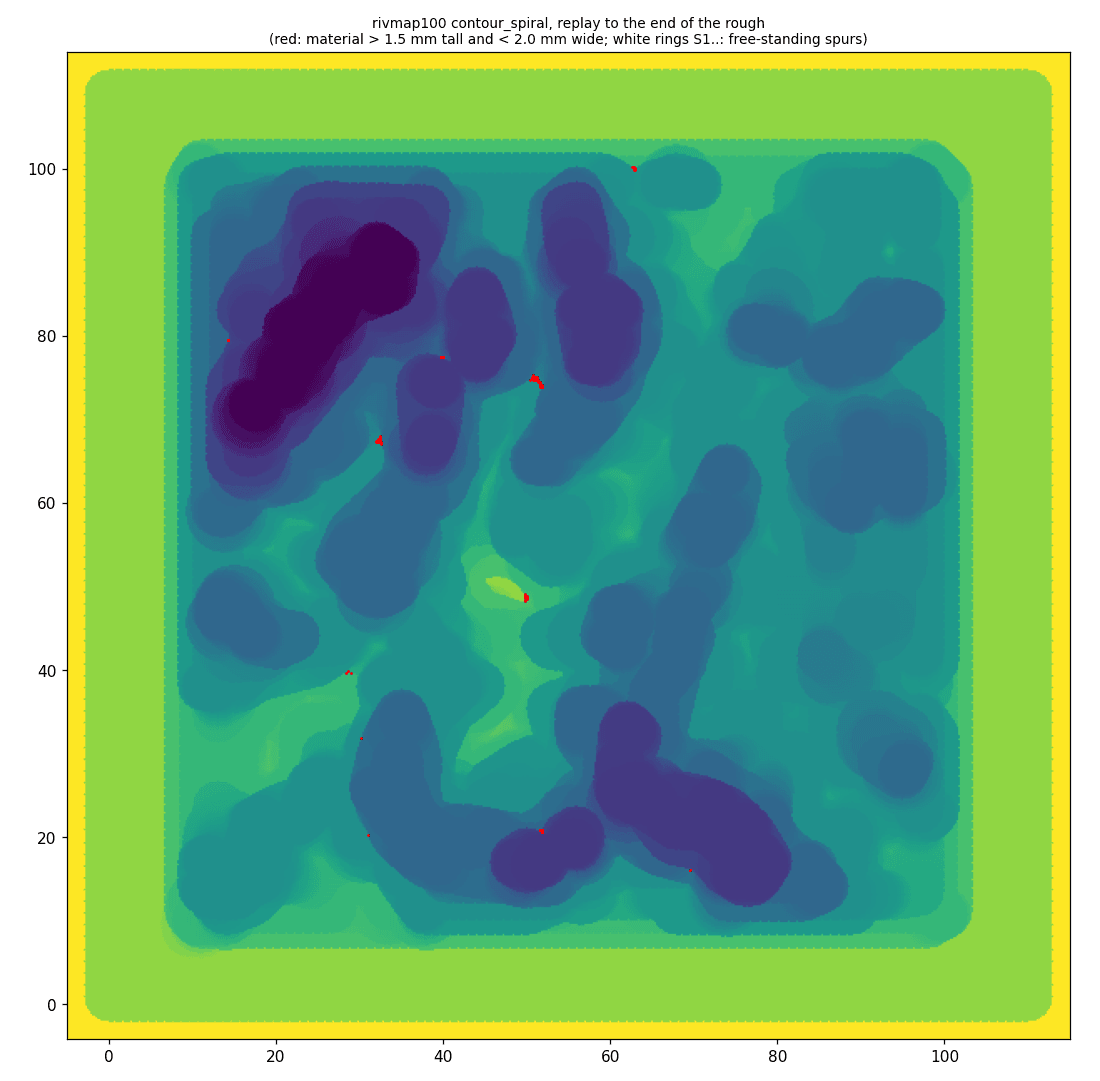 rivmap100 contour_spiral, replay to the end of the rough
(red: material > 1.5 mm tall and < 2.0 mm wide; white rings S1..: free-standing spurs)
100
80
60
40
20
0
0 20 40 60 80 100